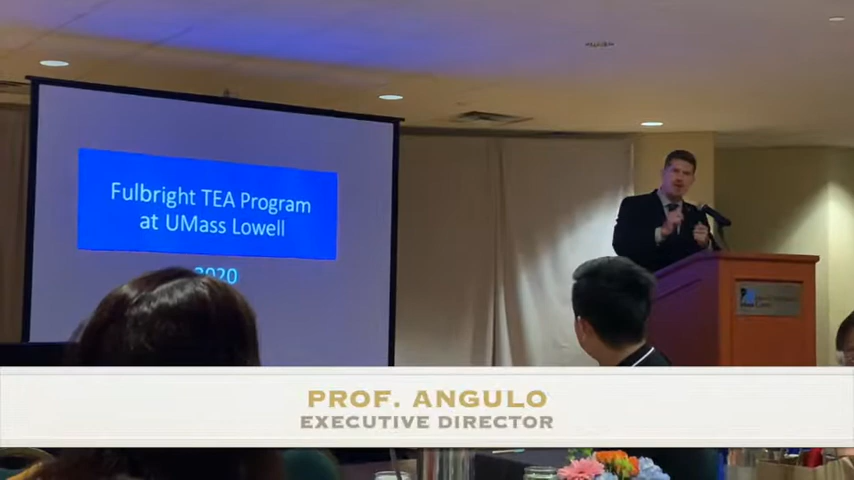 Fulbright TEA Program
at UMass Lowell
2020
PROF. ANGULO
EXECUTIVE DIRECTOR